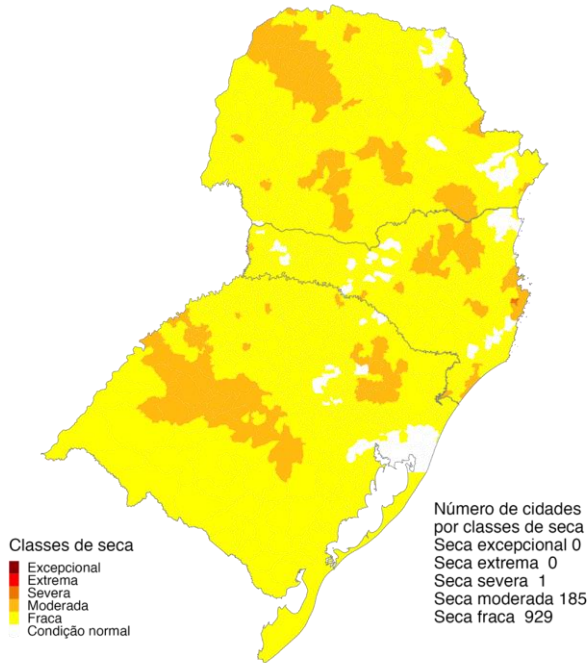 Classes de seca
Excepcional
Extrema
Severa
Moderada
Fraca
Condição normal
Número de cidades
por classes de seca
Seca excepcional 0
Seca extrema 0
Seca severa 1
Seca moderada 185
Seca fraca 929